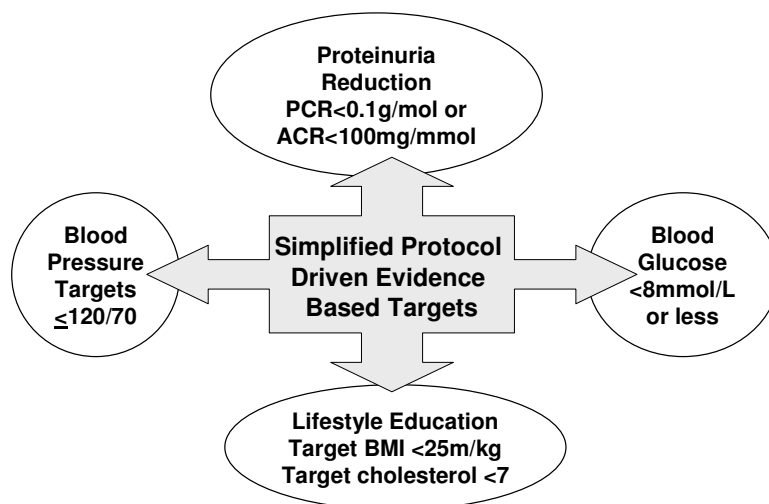 Proteinuria
Reduction
PCR<0.1g/mol or
ACR<100mg/mmol
Blood
Pressure
Targets
<120/70
Simplified Protocol
Driven Evidence
Based Targets
Blood
Glucose
<8mmol/L
or less
Lifestyle Education
Target BMI <25m/kg
Target cholesterol <7